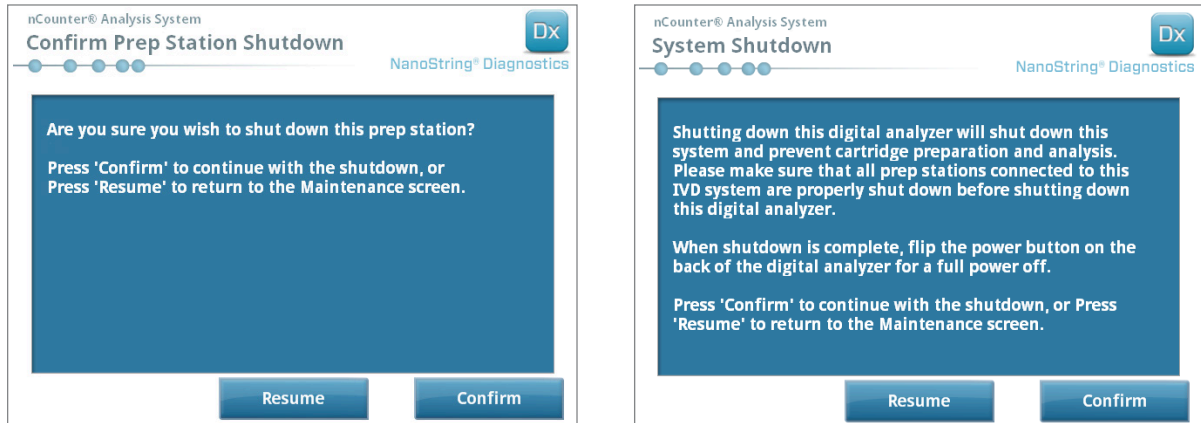 nCounter® Analysis System
Confirm Prep Station Shutdown
Dx
NanoString® Diagnostics
Are you sure you wish to shut down this prep station?
Press 'Confirm' to continue with the shutdown, or
Press 'Resume' to return to the Maintenance screen.
Resume
Confirm
nCounter® Analysis System
System Shutdown
Dx
NanoString® Diagnostics
Shutting down this digital analyzer will shut down this
system and prevent cartridge preparation and analysis.
Please make sure that all prep stations connected to this
IVD system are properly shut down before shutting down
this digital analyzer.
When shutdown is complete, flip the power button on the
back of the digital analyzer for a full power off.
Press 'Confirm' to continue with the shutdown, or Press
'Resume' to return to the Maintenance screen.
Resume
Confirm